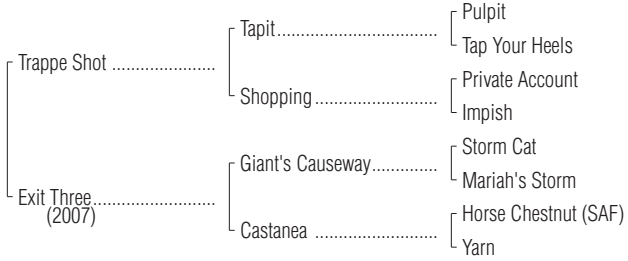 Pulpit
Tapit
Tap Your Heels
Trappe Shot
Private Account
Shopping
Impish
Storm Cat
Giant's Causeway
Mariah's Storm
Exit Three
(2007)
Horse Chestnut (SAF)
Castanea
Yarn